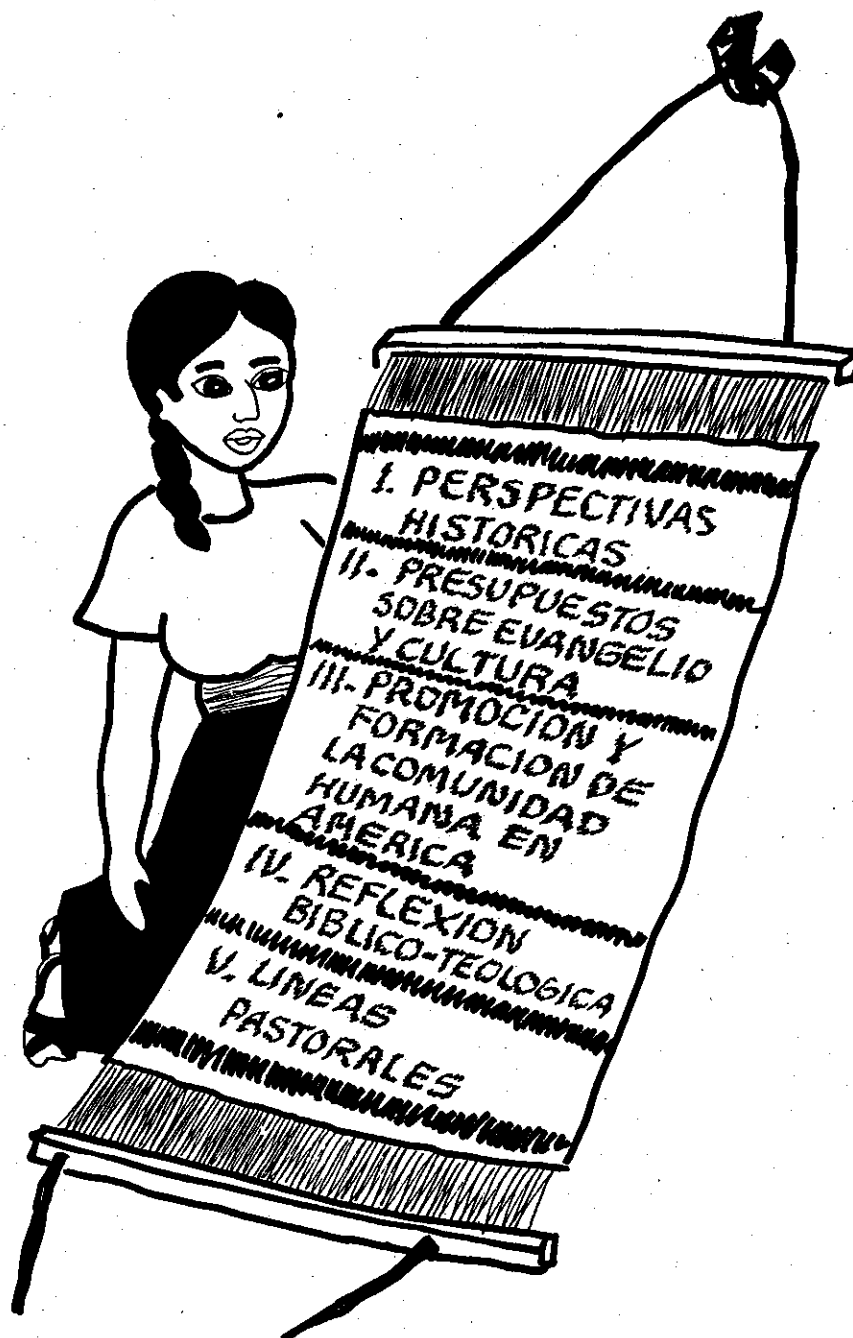 I. PERSPECTIVAS
HISTORICAS
II. PRESUPUESTOS
SOBRE EVANGELIO
Y CULTURA
III. PROMOCION Y
FORMACION DE
LA COMUNIDAD
HUMANA EN
AMERICA
IV. REFLEXION
BIBLICO-TEOLOGICA
V. LINEAS
PASTORALES